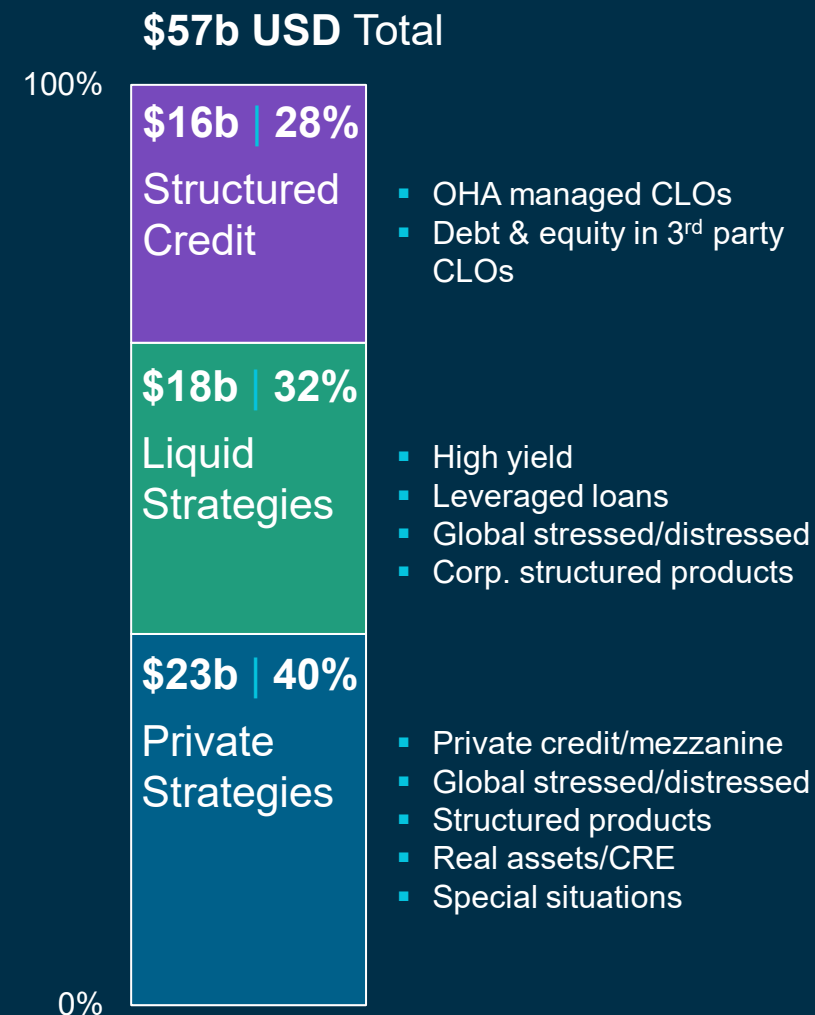 $57b USD Total
100%
$16b | 28%
Structured
Credit
▪ OHA managed CLOs
▪ Debt & equity in 3rd party
CLOs
$18b | 32%
Liquid
Strategies
▪ High yield
▪ Leveraged loans
▪ Global stressed/distressed
▪ Corp. structured products
$23b | 40%
Private
Strategies
▪ Private credit/mezzanine
▪ Global stressed/distressed
▪ Structured products
▪ Real assets/CRE
▪ Special situations
0%